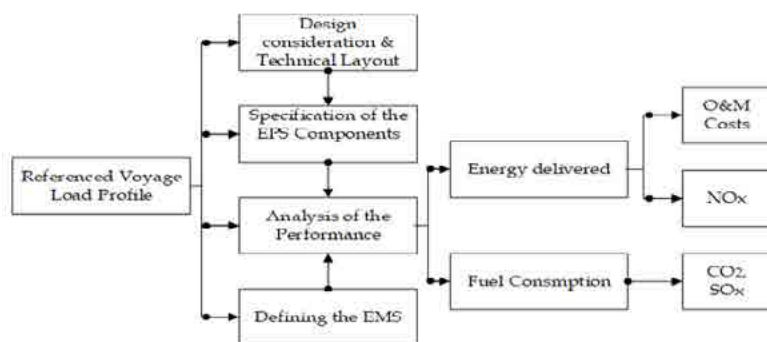 Design
consideration &
Technical Layout
Specification of the
EPS Components
Referenced Voyage
Load Profile
Analysis of the
Performance
Defining the EMS
Energy delivered
Fuel Consmption
O&M
Costs
NOx
CO2,
SOx